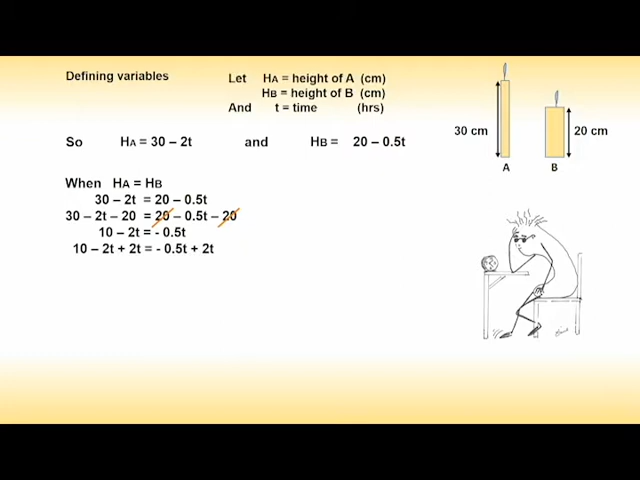 Defining variables
Let HA = height of A (cm)
HB = height of B (cm)
And t = time (hrs)
30 cm
20 cm
So HA = 30 – 2t and HB = 20 – 0.5t
A
B
When HA = HB
30 – 2t = 20 – 0.5t
30 – 2t – 20 = 20 – 0.5t – 20
10 – 2t = - 0.5t
10 – 2t + 2t = - 0.5t + 2t